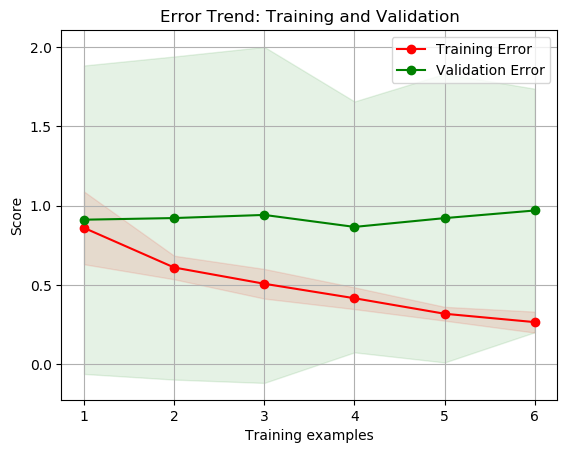 Error Trend: Training and Validation
2.0
1.5
1.0
0.5
0.0
Score
Training Error
Validation Error
1 2 3 4 5 6
Training examples